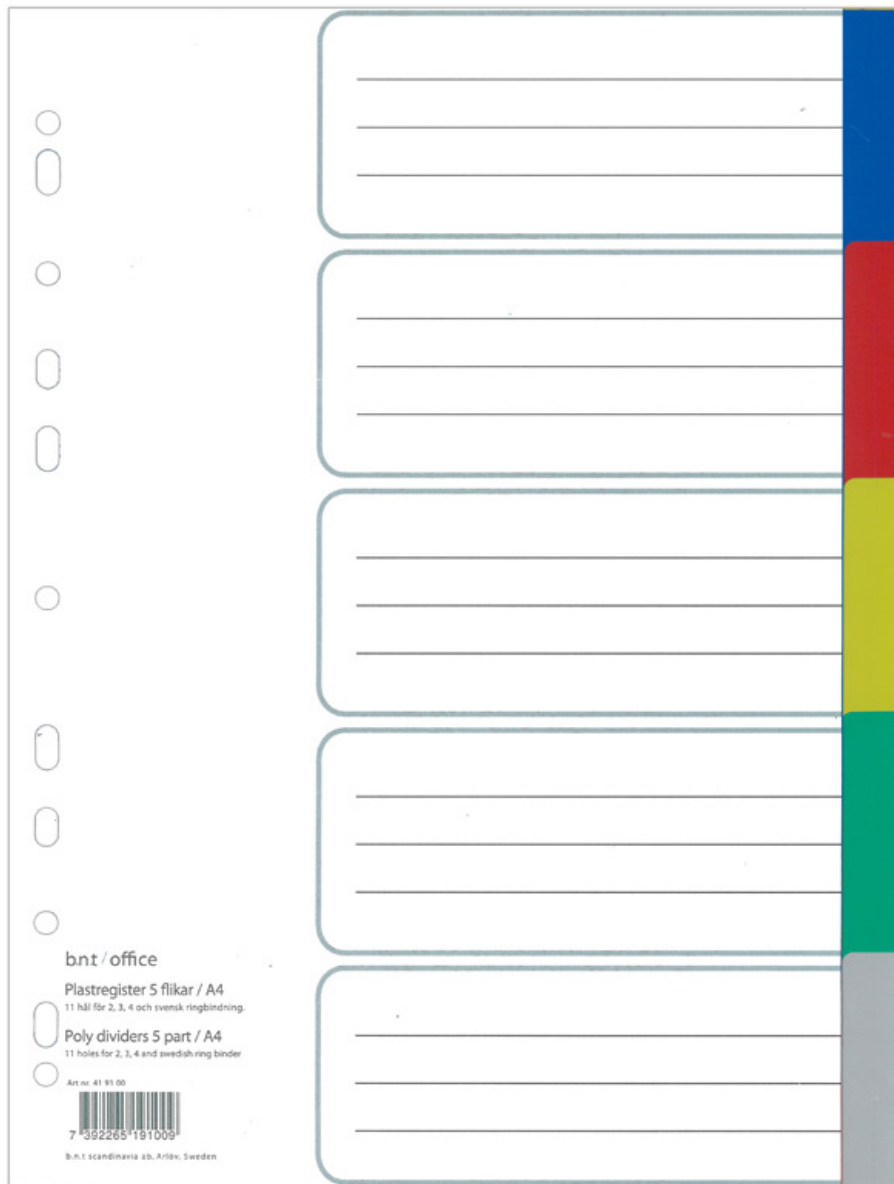 b.n.t / office
Plastregister 5 flikar / A4
11 hål för 2, 3, 4 och svensk ringbindning.
Poly dividers 5 part / A4
11 holes for 2, 3, 4 and swedish ring binder
Art nr. 41 91 00
7 392265 191009
b.n.t scandinavia ab, Arlöv, Sweden